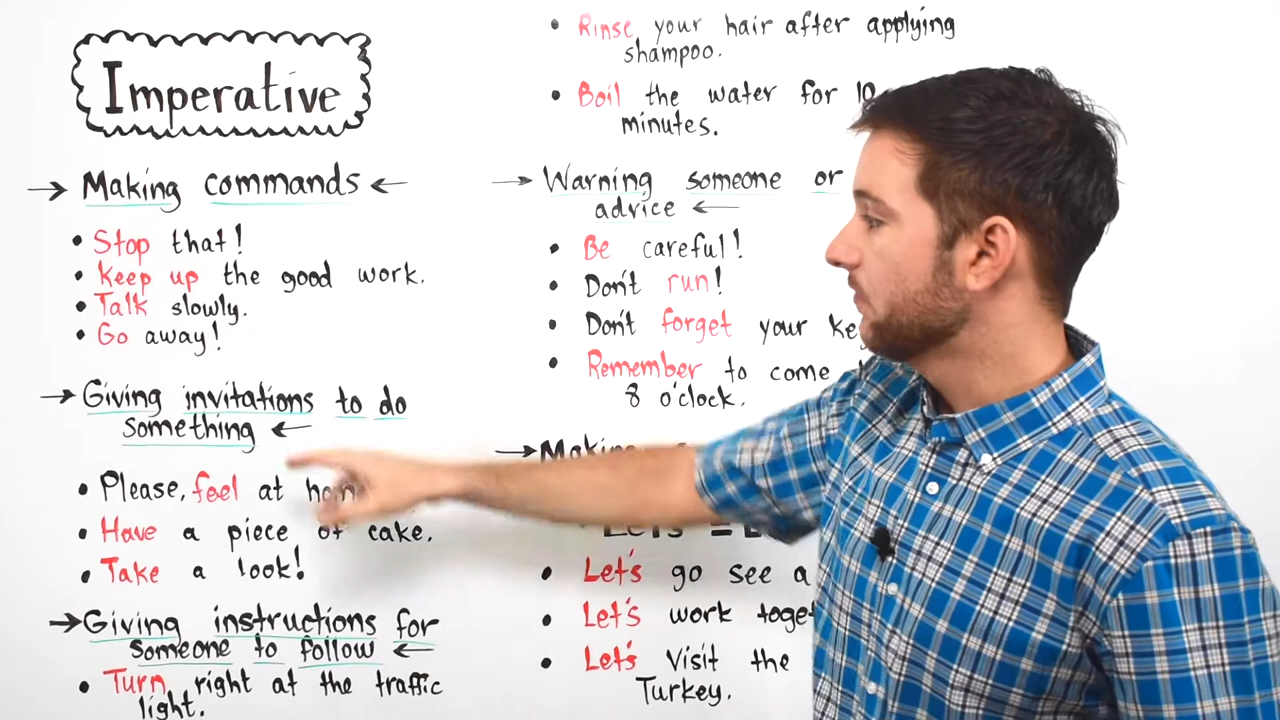 Imperative
→ Making commands ←
• Stop that!
• Keep up the good work.
• Talk slowly.
• Go away!
→ Giving invitations to do
something ←
• Please, feel at
• Have a piece of cake.
• Take a look!
→ Giving instructions for
someone to follow ←
• Turn right at the traffic
light.
• Rinse your hair after applying
shampoo.
• Boil the water for 10
minutes.
→ Warning someone or
advice ←
• Be careful!
• Don't run!
• Don't forget your
• Remember to come
8 o'clock.
→ Making
Let's =
• Let's go see a
• Let's work
• Let's Visit the
Turkey.